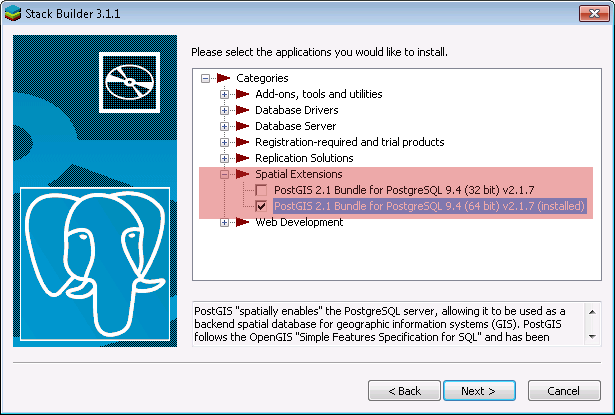 Stack Builder 3.1.1
Please select the applications you would like to install.
Categories
Add-ons, tools and utilities
Database Drivers
Database Server
Registration-required and trial products
Replication Solutions
Spatial Extensions
PostGIS 2.1 Bundle for PostgreSQL 9.4 (32 bit) v2.1.7
PostGIS 2.1 Bundle for PostgreSQL 9.4 (64 bit) v2.1.7 (installed)
Web Development
PostGIS "spatially enables" the PostgreSQL server, allowing it to be used as a
backend spatial database for geographic information systems (GIS). PostGIS
follows the OpenGIS "Simple Features Specification for SQL" and has been
< Back
Next >
Cancel